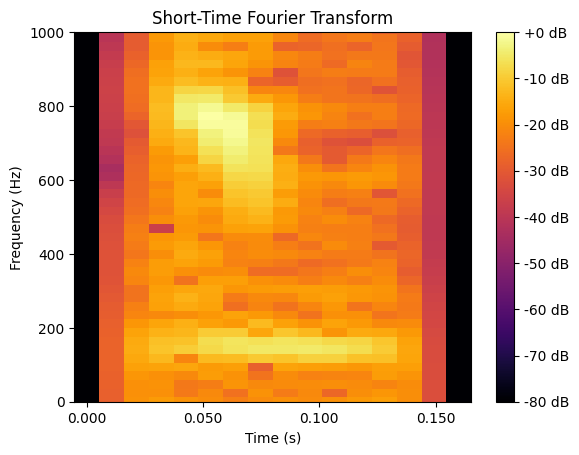 Short-Time Fourier Transform
1000
800
600
400
200
0
Frequency (Hz)
0.000
0.050
0.100
0.150
Time (s)
+0 dB
-10 dB
-20 dB
-30 dB
-40 dB
-50 dB
-60 dB
-70 dB
-80 dB